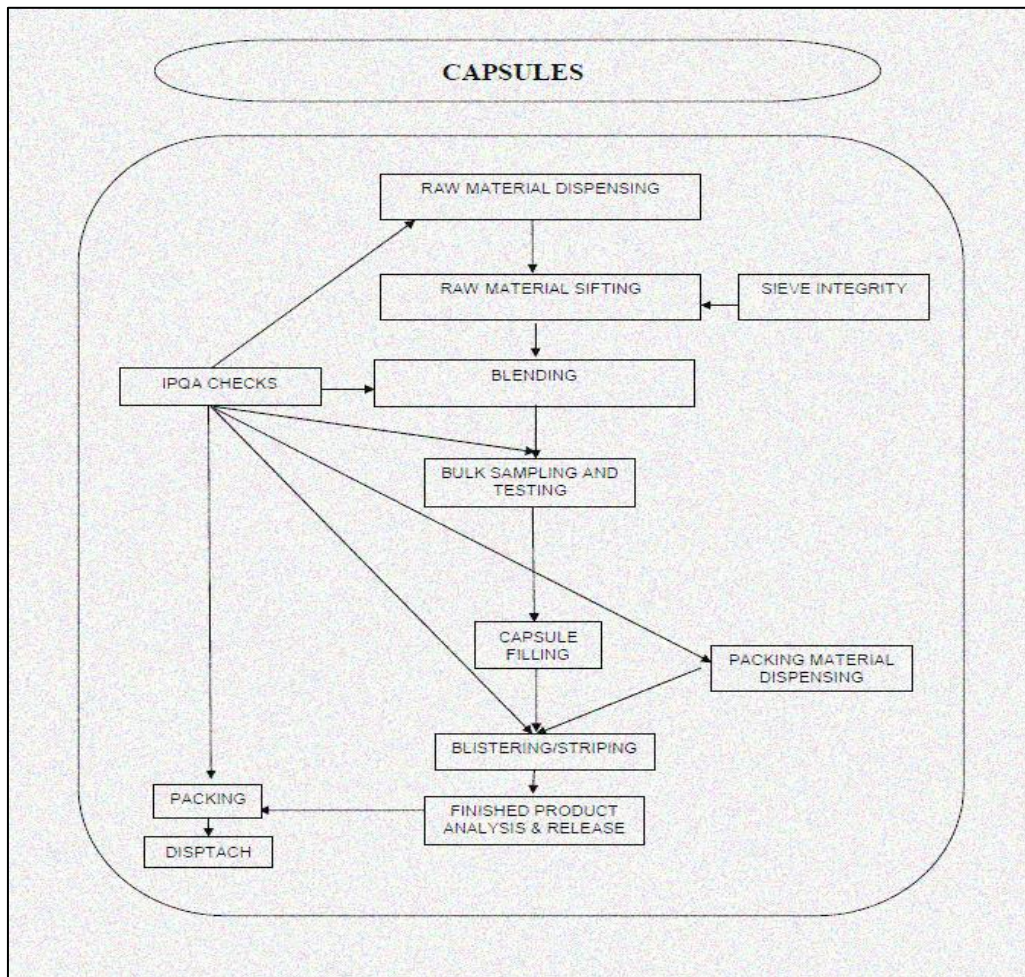 CAPSULES
RAW MATERIAL DISPENSING
RAW MATERIAL SIFTING
SIEVE INTEGRITY
IPQA CHECKS
BLENDING
BULK SAMPLING AND
TESTING
CAPSULE
FILLING
PACKING MATERIAL
DISPENSING
BLISTERING/STRIPING
PACKING
FINISHED PRODUCT
ANALYSIS & RELEASE
DISPTACH